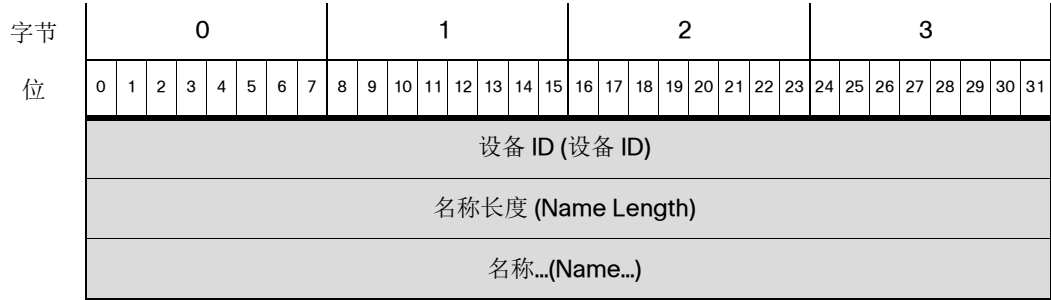 字节 0 1 2 3
位 0 1 2 3 4 5 6 7 8 9 10 11 12 13 14 15 16 17 18 19 20 21 22 23 24 25 26 27 28 29 30 31
设备 ID (设备 ID)
名称长度 (Name Length)
名称...(Name...)